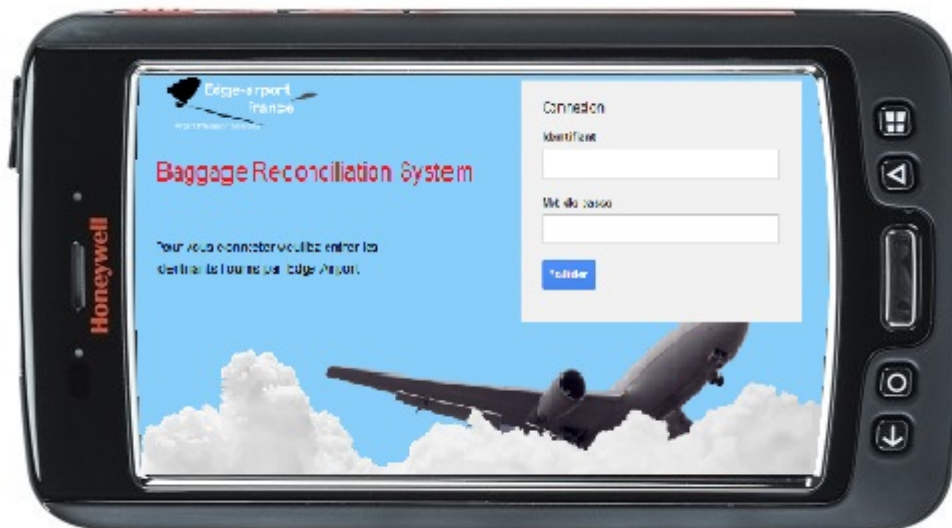 Edge-airport
France
Baggage Reconciliation System
Pour vous connecter veuillez entrer les
identifiants fournis par Edge Airport
Connexion
Identifiant
Mot de passe
Valider
Honeywell